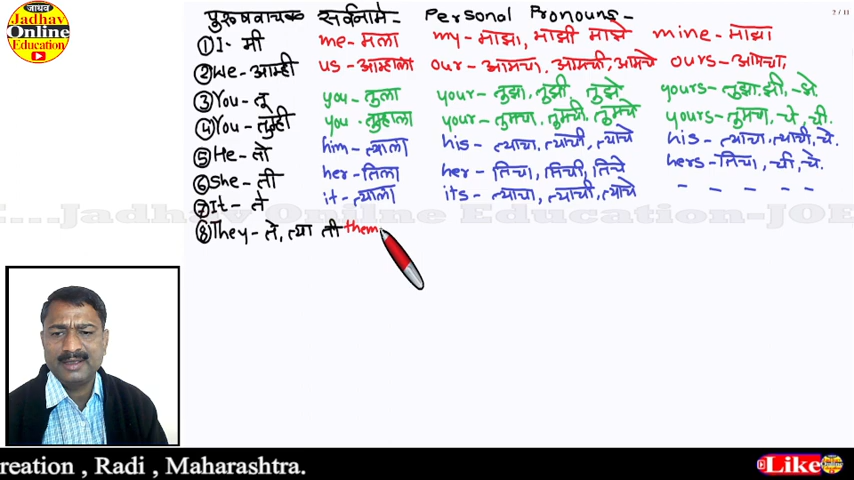 जाधव
Jadhav
Online
Education
पुरूषवाचक सर्वनामे - Personal Pronouns -
2 / 11
① I - मी me - मला my - माझा, माझी माझे mine - माझा
② We - आम्ही us - आम्हाला our - आमचा, आमची, आमचे ours - आमचा,
③ You - तू you - तुला your - तुझा, तुझी तुझे yours - तुझा, झी, - झे
④ You - तुम्ही you - तुम्हाला your - तुमचा, तुमची, तुमचे yours - तुमचा, चे, ची.
⑤ He - तो him - त्याला his - त्याचा, त्याची, त्याचे his - त्याचा, त्याची, चे.
⑥ She - ती her - तिला her - तिचा, तिची, तिचे hers - तिचा, ची, चे.
⑦ It - ते it - त्याला its - त्याचा, त्याची, त्याचे - - - - -
E...Jadhav Online Education-JOE
⑧ They - ते, त्या ती them
reation , Radi , Maharashtra.
Like